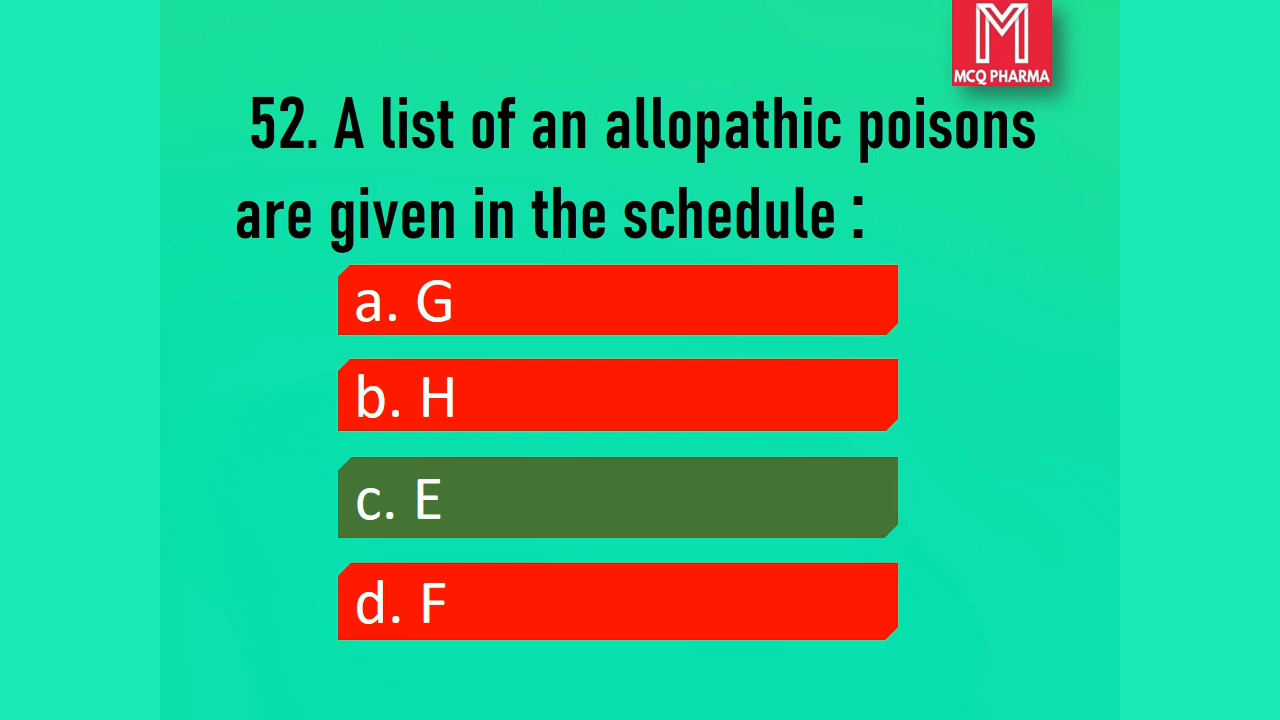 M
MCQ PHARMA
52. A list of an allopathic poisons
are given in the schedule :
a. G
b. H
c. E
d. F